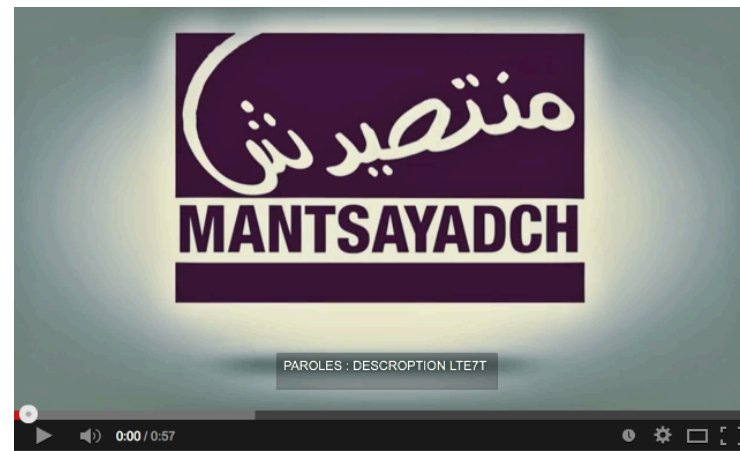 منتصيدش
MANTSAYADCH
PAROLES : DESCROPTION LTE7T
0:00 / 0:57